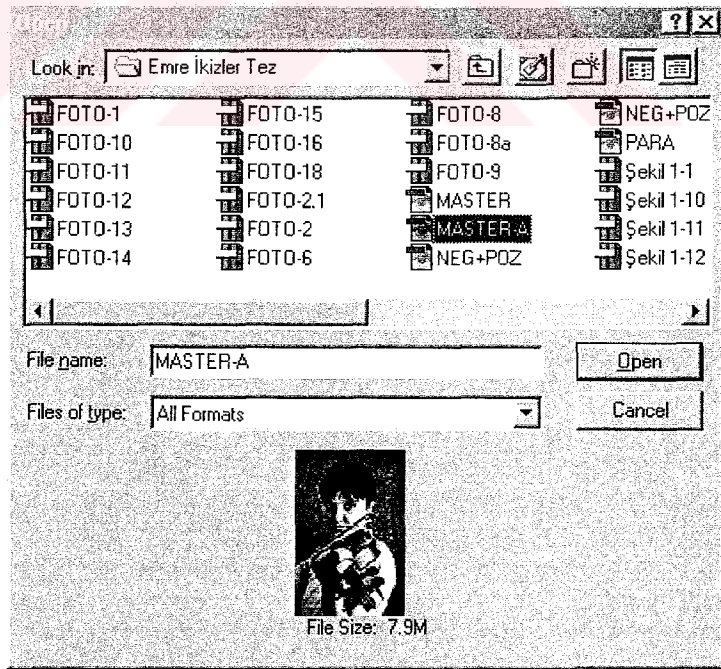 Open
Look in: Emre İkizler Tez
FOTO-1 FOTO-15 FOTO-8 NEG+POZ
FOTO-10 FOTO-16 FOTO-8a PARA
FOTO-11 FOTO-18 FOTO-9 Şekil 1-1
FOTO-12 FOTO-2.1 MASTER Şekil 1-10
FOTO-13 FOTO-2 MASTER-A Şekil 1-11
FOTO-14 FOTO-6 NEG+POZ Şekil 1-12
File name: MASTER-A Open
Files of type: All Formats Cancel
File Size: 7.9M